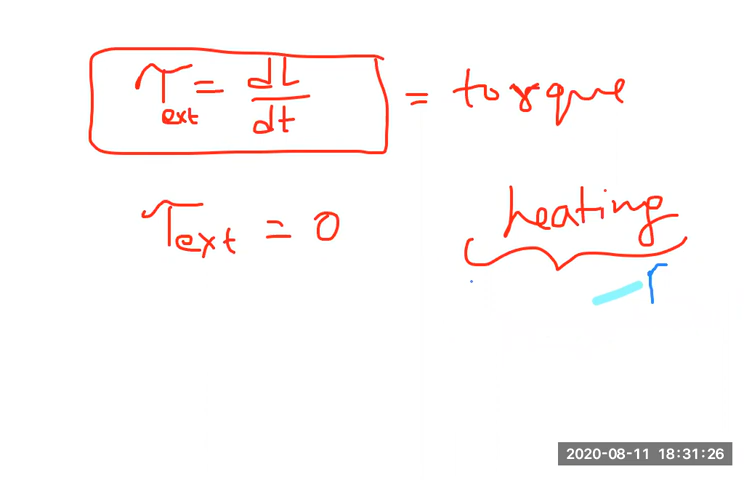 τext = dL/dt = torque
τext = 0
heating
r
2020-08-11 18:31:26